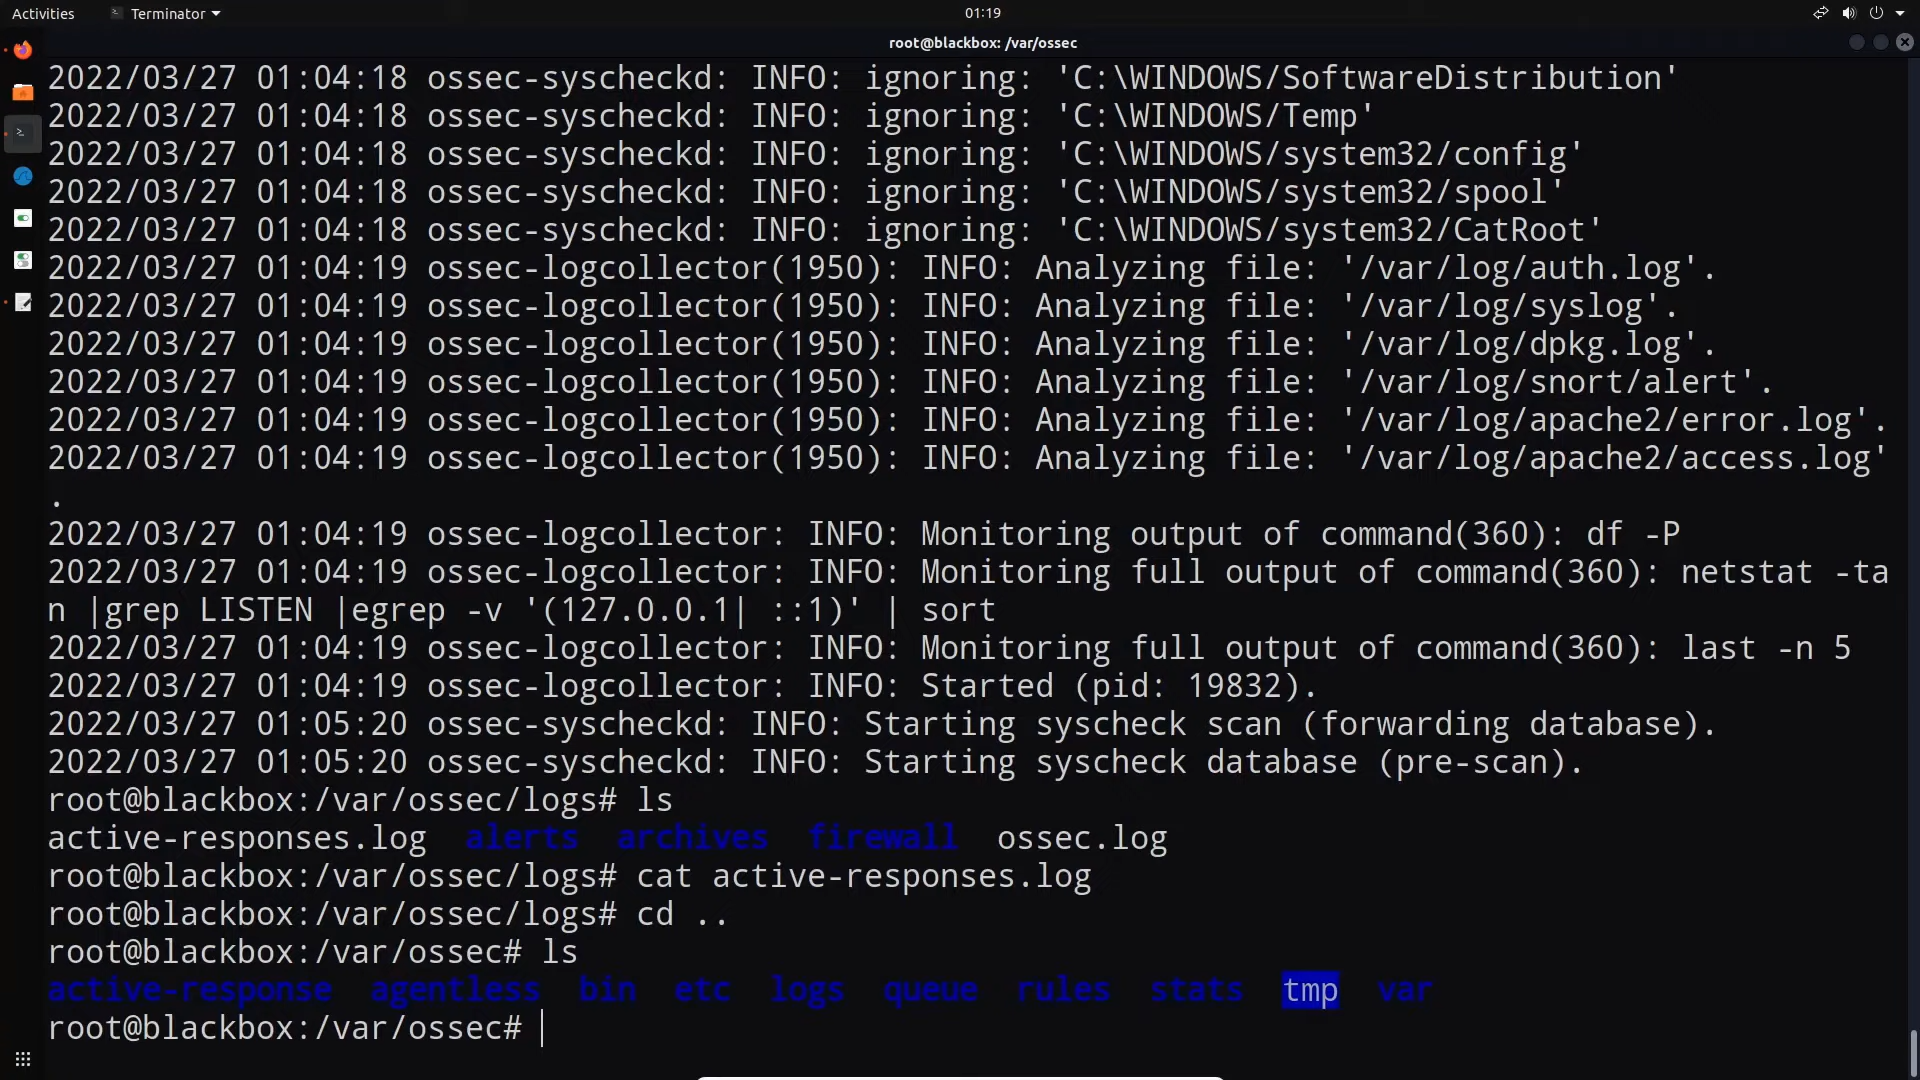 Activities Terminator 01:19
root@blackbox: /var/ossec
2022/03/27 01:04:18 ossec-syscheckd: INFO: ignoring: 'C:\WINDOWS/SoftwareDistribution'
2022/03/27 01:04:18 ossec-syscheckd: INFO: ignoring: 'C:\WINDOWS/Temp'
2022/03/27 01:04:18 ossec-syscheckd: INFO: ignoring: 'C:\WINDOWS/system32/config'
2022/03/27 01:04:18 ossec-syscheckd: INFO: ignoring: 'C:\WINDOWS/system32/spool'
2022/03/27 01:04:18 ossec-syscheckd: INFO: ignoring: 'C:\WINDOWS/system32/CatRoot'
2022/03/27 01:04:19 ossec-logcollector(1950): INFO: Analyzing file: '/var/log/auth.log'.
2022/03/27 01:04:19 ossec-logcollector(1950): INFO: Analyzing file: '/var/log/syslog'.
2022/03/27 01:04:19 ossec-logcollector(1950): INFO: Analyzing file: '/var/log/dpkg.log'.
2022/03/27 01:04:19 ossec-logcollector(1950): INFO: Analyzing file: '/var/log/snort/alert'.
2022/03/27 01:04:19 ossec-logcollector(1950): INFO: Analyzing file: '/var/log/apache2/error.log'.
2022/03/27 01:04:19 ossec-logcollector(1950): INFO: Analyzing file: '/var/log/apache2/access.log'
.
2022/03/27 01:04:19 ossec-logcollector: INFO: Monitoring output of command(360): df -P
2022/03/27 01:04:19 ossec-logcollector: INFO: Monitoring full output of command(360): netstat -ta
n |grep LISTEN |egrep -v '(127.0.0.1| ::1)' | sort
2022/03/27 01:04:19 ossec-logcollector: INFO: Monitoring full output of command(360): last -n 5
2022/03/27 01:04:19 ossec-logcollector: INFO: Started (pid: 19832).
2022/03/27 01:05:20 ossec-syscheckd: INFO: Starting syscheck scan (forwarding database).
2022/03/27 01:05:20 ossec-syscheckd: INFO: Starting syscheck database (pre-scan).
root@blackbox:/var/ossec/logs# ls
active-responses.log alerts archives firewall ossec.log
root@blackbox:/var/ossec/logs# cat active-responses.log
root@blackbox:/var/ossec/logs# cd ..
root@blackbox:/var/ossec# ls
active-response agentless bin etc logs queue rules stats tmp var
root@blackbox:/var/ossec#